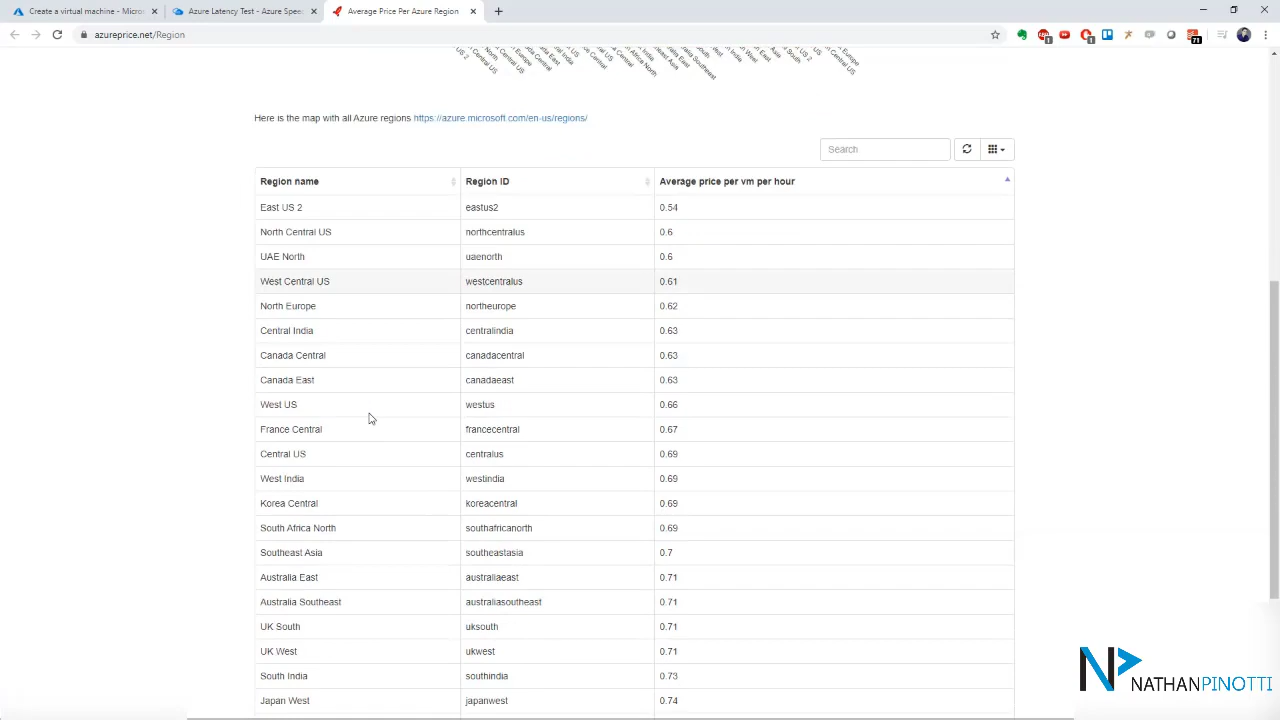 Create a virtual machine - Micros
Azure Latency Test - Azure Spee
Average Price Per Azure Region
azureprice.net/Region
1
1
71
Here is the map with all Azure regions https://azure.microsoft.com/en-us/regions/
Search
Region name Region ID Average price per vm per hour
East US 2 eastus2 0.54
North Central US northcentralus 0.6
UAE North uaenorth 0.6
West Central US westcentralus 0.61
North Europe northeurope 0.62
Central India centralindia 0.63
Canada Central canadacentral 0.63
Canada East canadaeast 0.63
West US westus 0.66
France Central francecentral 0.67
Central US centralus 0.69
West India westindia 0.69
Korea Central koreacentral 0.69
South Africa North southafricanorth 0.69
Southeast Asia southeastasia 0.7
Australia East australiaeast 0.71
Australia Southeast australiasoutheast 0.71
UK South uksouth 0.71
UK West ukwest 0.71
South India southindia 0.73
Japan West japanwest 0.74
NATHANPINOTTI